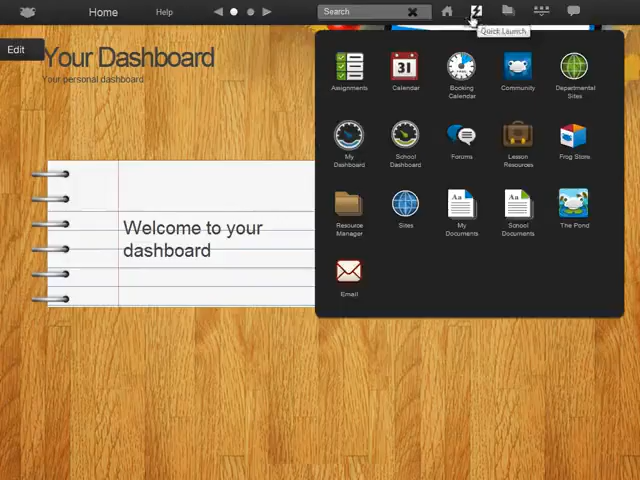 Home
Help
Search
Quick Launch
Edit
Your Dashboard
Your personal dashboard
Welcome to your
dashboard
Assignments
31
Calendar
Booking
Calendar
Community
Departmental
Sites
My
Dashboard
School
Dashboard
Forums
Lesson
Resources
Frog Store
Resource
Manager
Sites
My
Documents
School
Documents
The Pond
Email